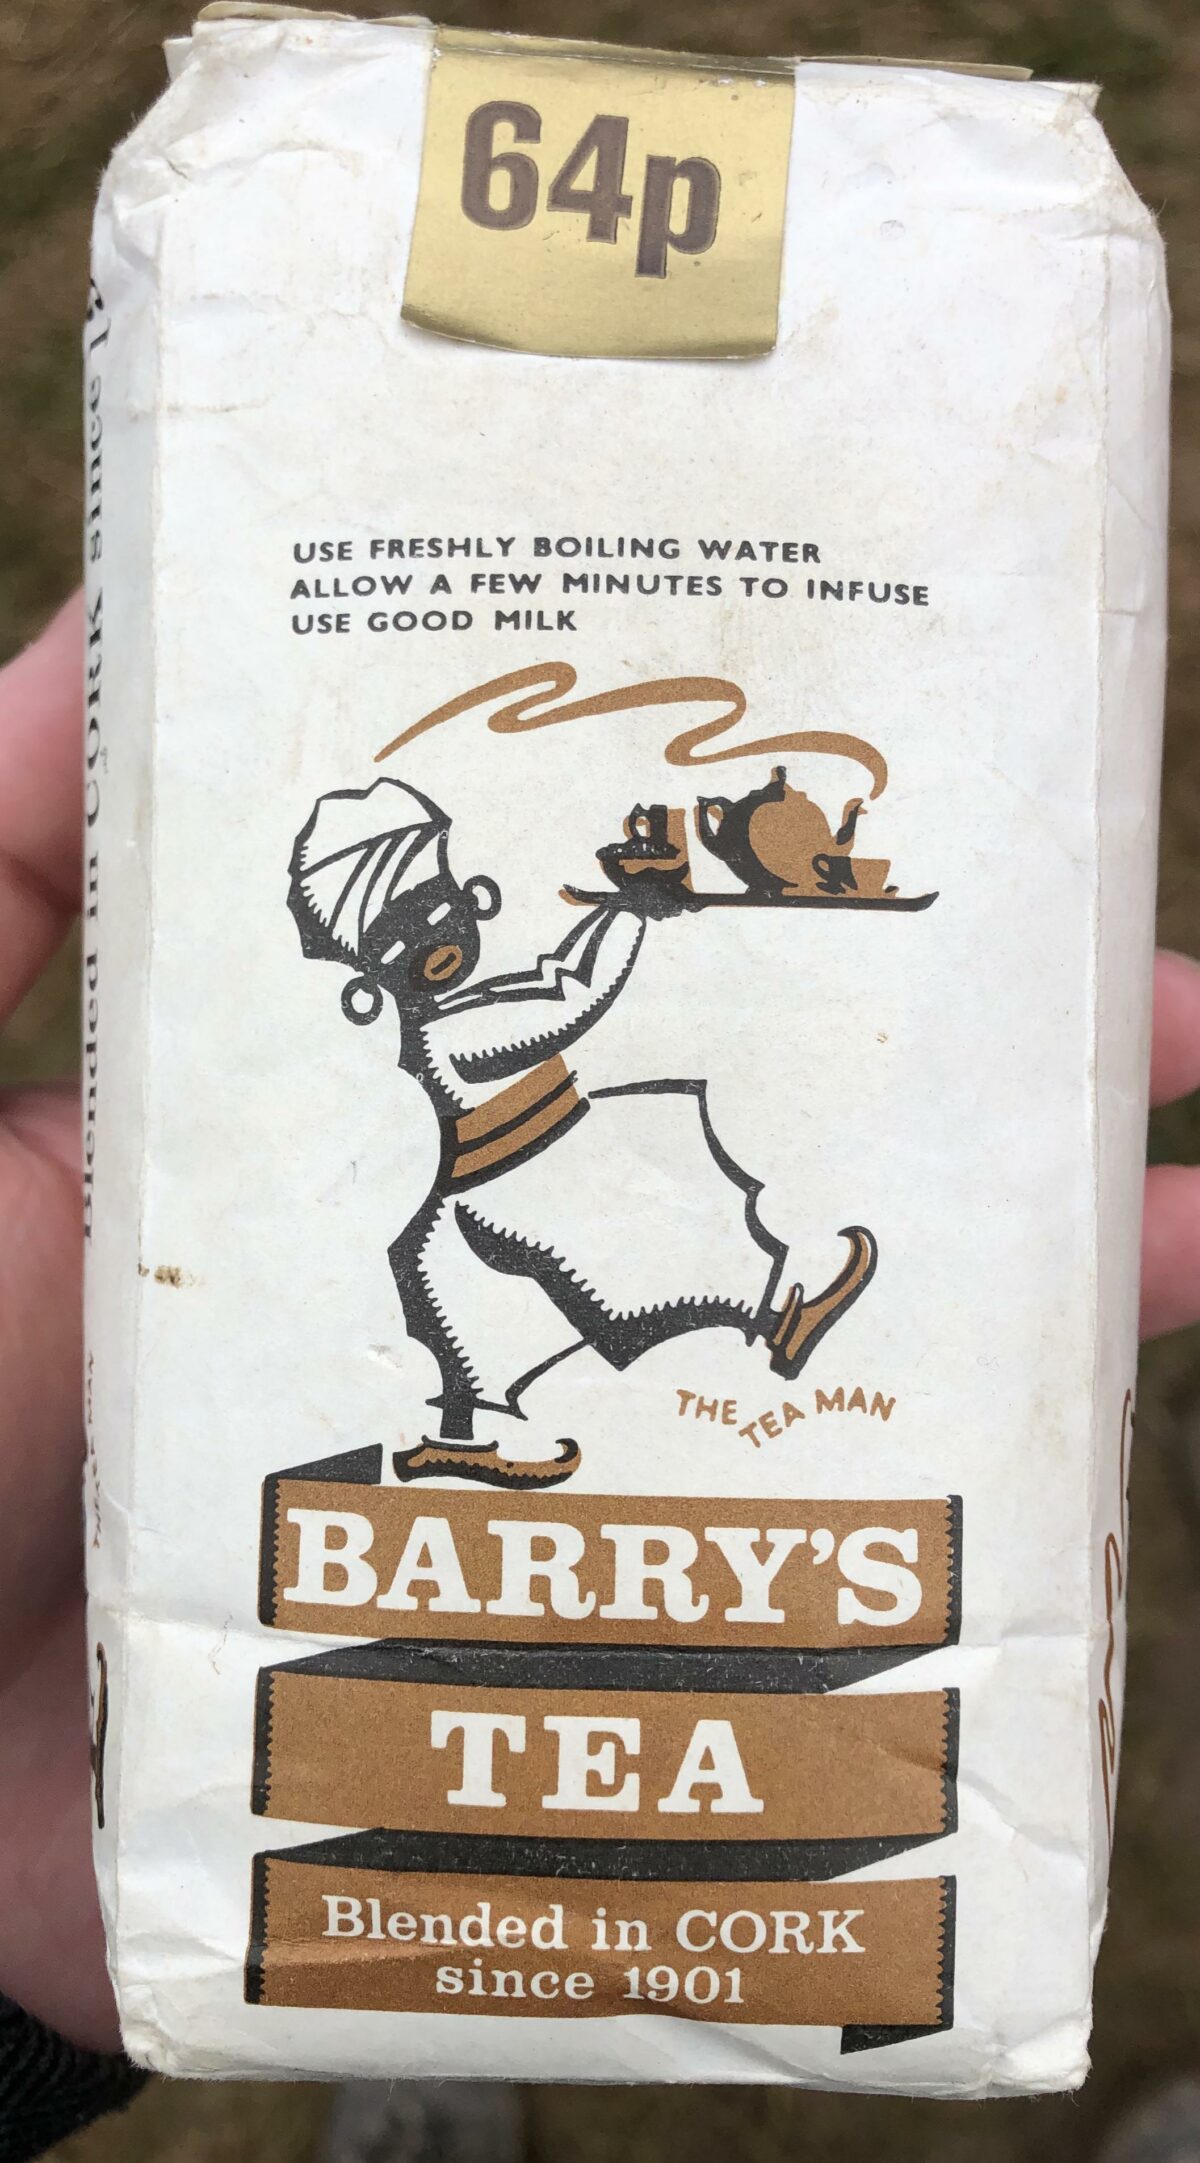 64p
USE FRESHLY BOILING WATER
ALLOW A FEW MINUTES TO INFUSE
USE GOOD MILK
THE TEA MAN
BARRY'S
TEA
Blended in CORK
since 1901
Blended in CORK since